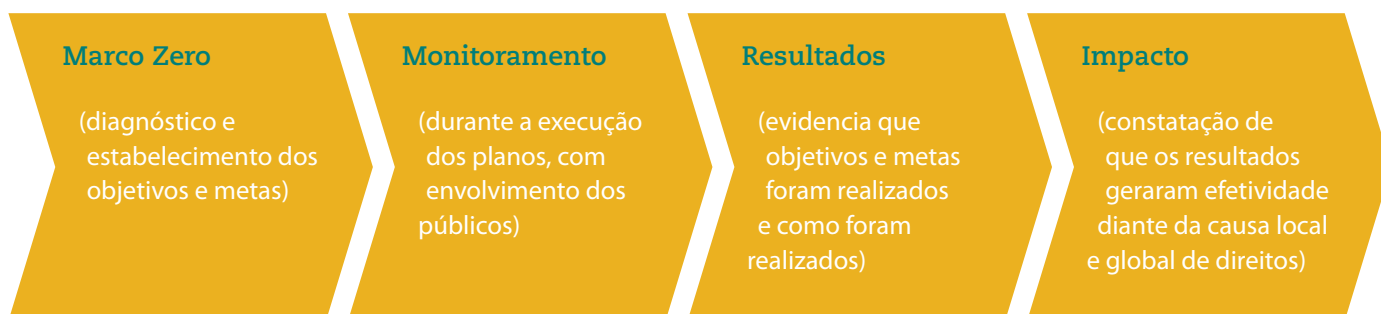 Marco Zero
(diagnóstico e
estabelecimento dos
objetivos e metas)
Monitoramento
(durante a execução
dos planos, com
envolvimento dos
públicos)
Resultados
(evidencia que
objetivos e metas
foram realizados
e como foram
realizados)
Impacto
(constatação de
que os resultados
geraram efetividade
diante da causa local
e global de direitos)